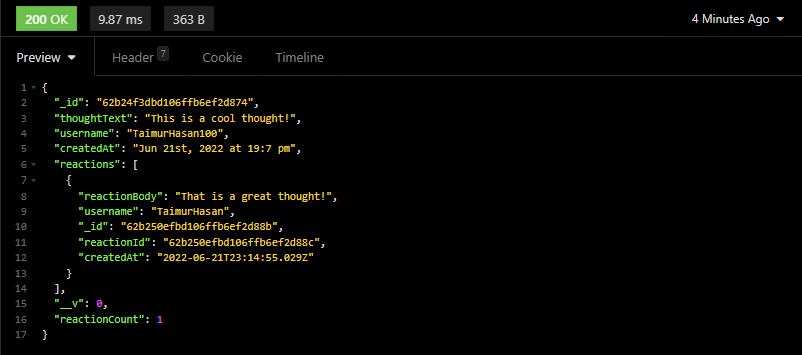 200 OK 9.87 ms 363 B 4 Minutes Ago
Preview Header 7 Cookie Timeline
1 {
2 "_id": "62b24f3dbd106ffb6ef2d874",
3 "thoughtText": "This is a cool thought!",
4 "username": "TaimurHasan100",
5 "createdAt": "Jun 21st, 2022 at 19:7 pm",
6 "reactions": [
7 {
8 "reactionBody": "That is a great thought!",
9 "username": "TaimurHasan",
10 "_id": "62b250efbd106ffb6ef2d88b",
11 "reactionId": "62b250efbd106ffb6ef2d88c",
12 "createdAt": "2022-06-21T23:14:55.029Z"
13 }
14 ],
15 "__v": 0,
16 "reactionCount": 1
17 }